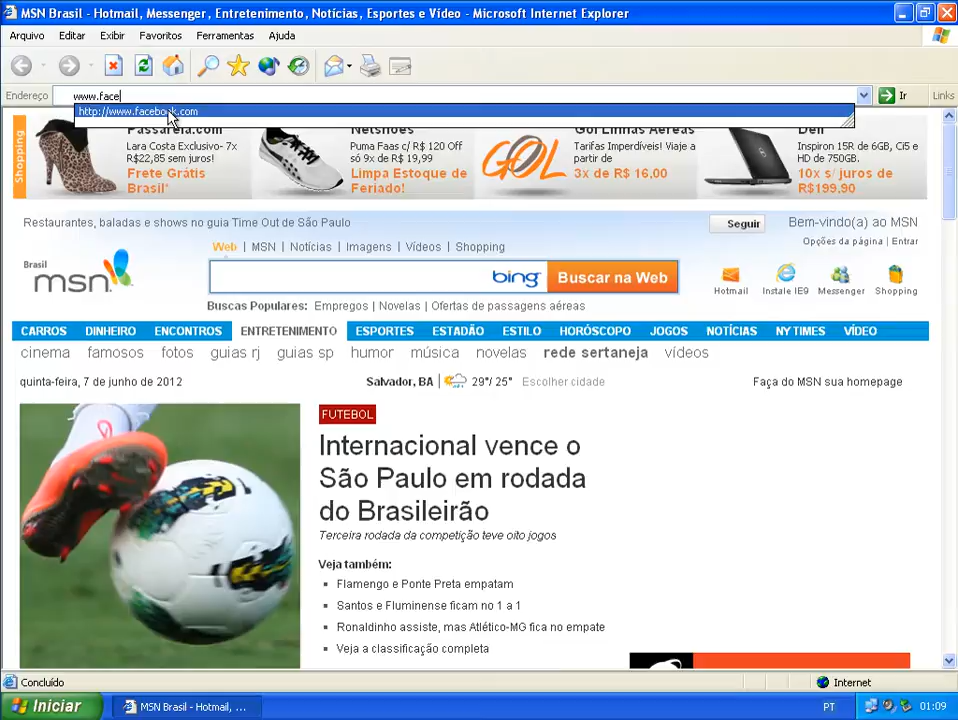 MSN Brasil - Hotmail, Messenger, Entretenimento, Notícias, Esportes e Vídeo - Microsoft Internet Explorer
Arquivo Editar Exibir Favoritos Ferramentas Ajuda
Endereço www.face Ir Links
http://www.facebook.com
Shopping
Passarela.com
Lara Costa Exclusivo- 7x
R$22,85 sem juros!
Frete Grátis
Brasil*
Netshoes
Puma Faas c/ R$ 120 Off
só 9x de R$ 19,99
Limpa Estoque de
Feriado!
GOL
Gol Linhas Aéreas
Tarifas Imperdíveis! Viaje a
partir de
3x de R$ 16,00
Dell
Inspiron 15R de 6GB, Ci5 e
HD de 750GB.
10x s/ juros de
R$199,90
Restaurantes, baladas e shows no guia Time Out de São Paulo
Seguir
Bem-vindo(a) ao MSN
Opções da página | Entrar
Web | MSN | Notícias | Imagens | Vídeos | Shopping
Brasil
msn
bing Buscar na Web
Hotmail Instale IE9 Messenger Shopping
Buscas Populares: Empregos | Novelas | Ofertas de passagens aéreas
CARROS DINHEIRO ENCONTROS ENTRETENIMENTO ESPORTES ESTADÃO ESTILO HORÓSCOPO JOGOS NOTÍCIAS NY TIMES VÍDEO
cinema famosos fotos guias rj guias sp humor música novelas rede sertaneja vídeos
quinta-feira, 7 de junho de 2012 Salvador, BA | 29°/ 25° Escolher cidade Faça do MSN sua homepage
FUTEBOL
Internacional vence o
São Paulo em rodada
do Brasileirão
Terceira rodada da competição teve oito jogos
Veja também:
Flamengo e Ponte Preta empatam
Santos e Fluminense ficam no 1 a 1
Ronaldinho assiste, mas Atlético-MG fica no empate
Veja a classificação completa
Concluído Internet
Iniciar MSN Brasil - Hotmail, ... PT 01:09